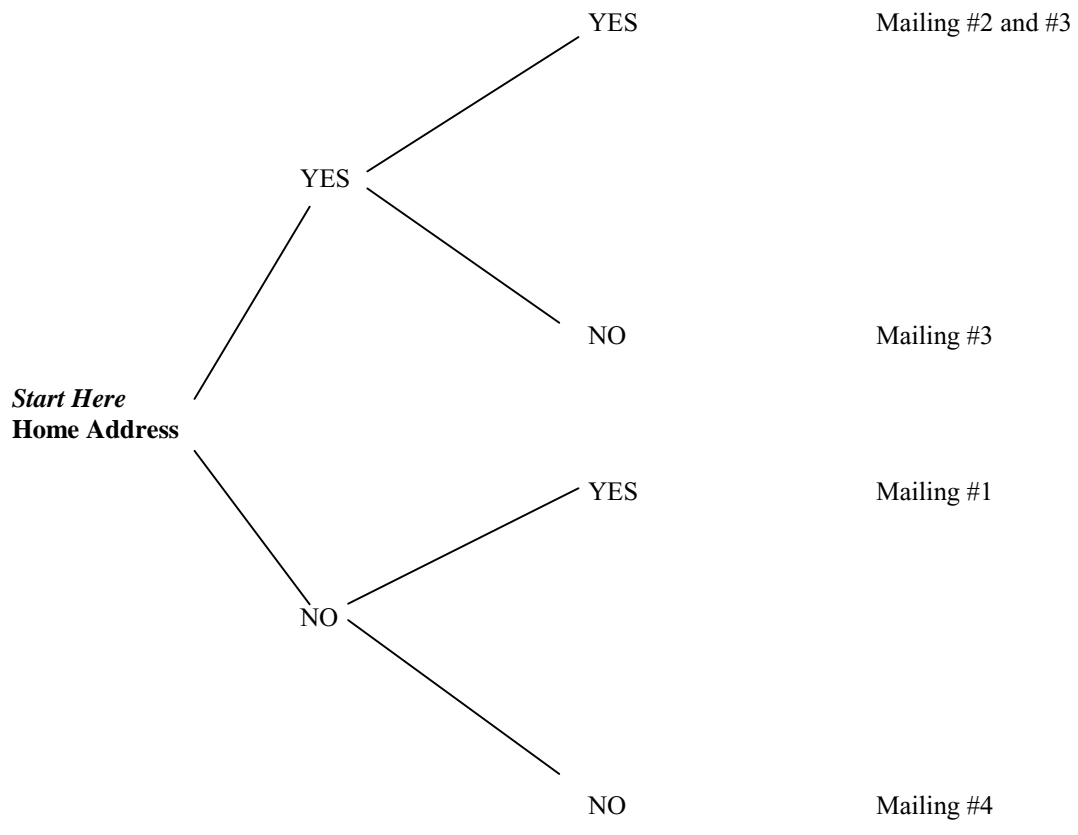 YES Mailing #2 and #3
YES
NO Mailing #3
Start Here
Home Address
YES Mailing #1
NO
NO Mailing #4